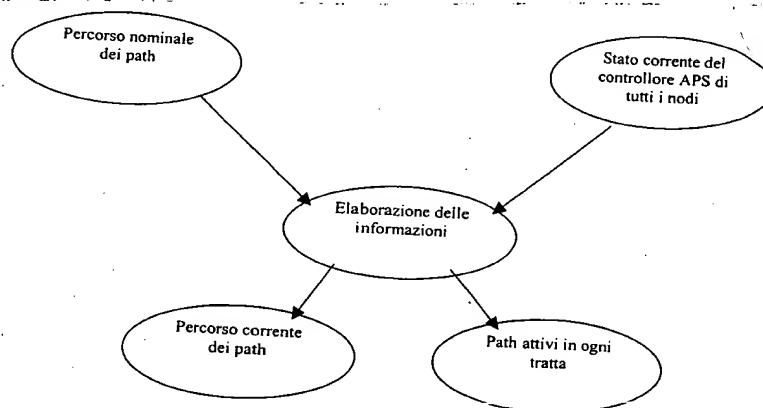 Percorso nominale
dei path
Stato corrente del
controllore APS di
tutti i nodi
Elaborazione delle
informazioni
Percorso corrente
dei path
Path attivi in ogni
tratta